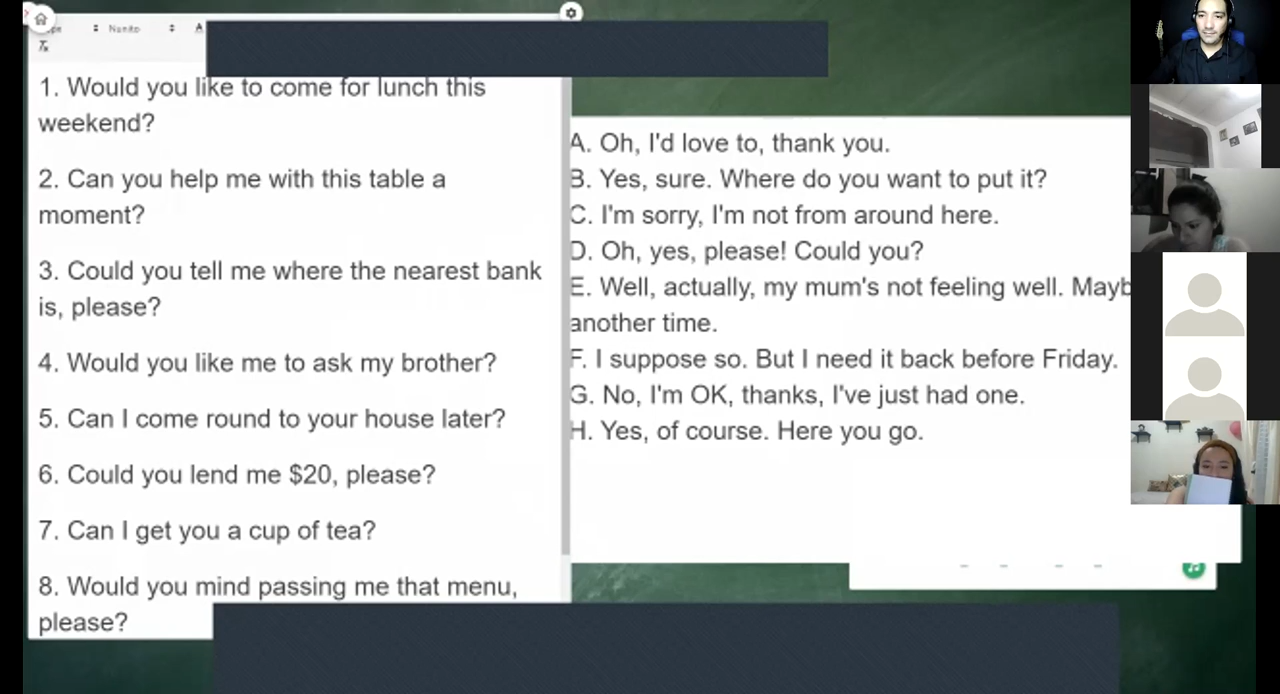 Nunito
1. Would you like to come for lunch this
weekend?
2. Can you help me with this table a
moment?
3. Could you tell me where the nearest bank
is, please?
4. Would you like me to ask my brother?
5. Can I come round to your house later?
6. Could you lend me $20, please?
7. Can I get you a cup of tea?
8. Would you mind passing me that menu,
please?
A. Oh, I'd love to, thank you.
B. Yes, sure. Where do you want to put it?
C. I'm sorry, I'm not from around here.
D. Oh, yes, please! Could you?
E. Well, actually, my mum's not feeling well. Mayb
another time.
F. I suppose so. But I need it back before Friday.
G. No, I'm OK, thanks, I've just had one.
H. Yes, of course. Here you go.